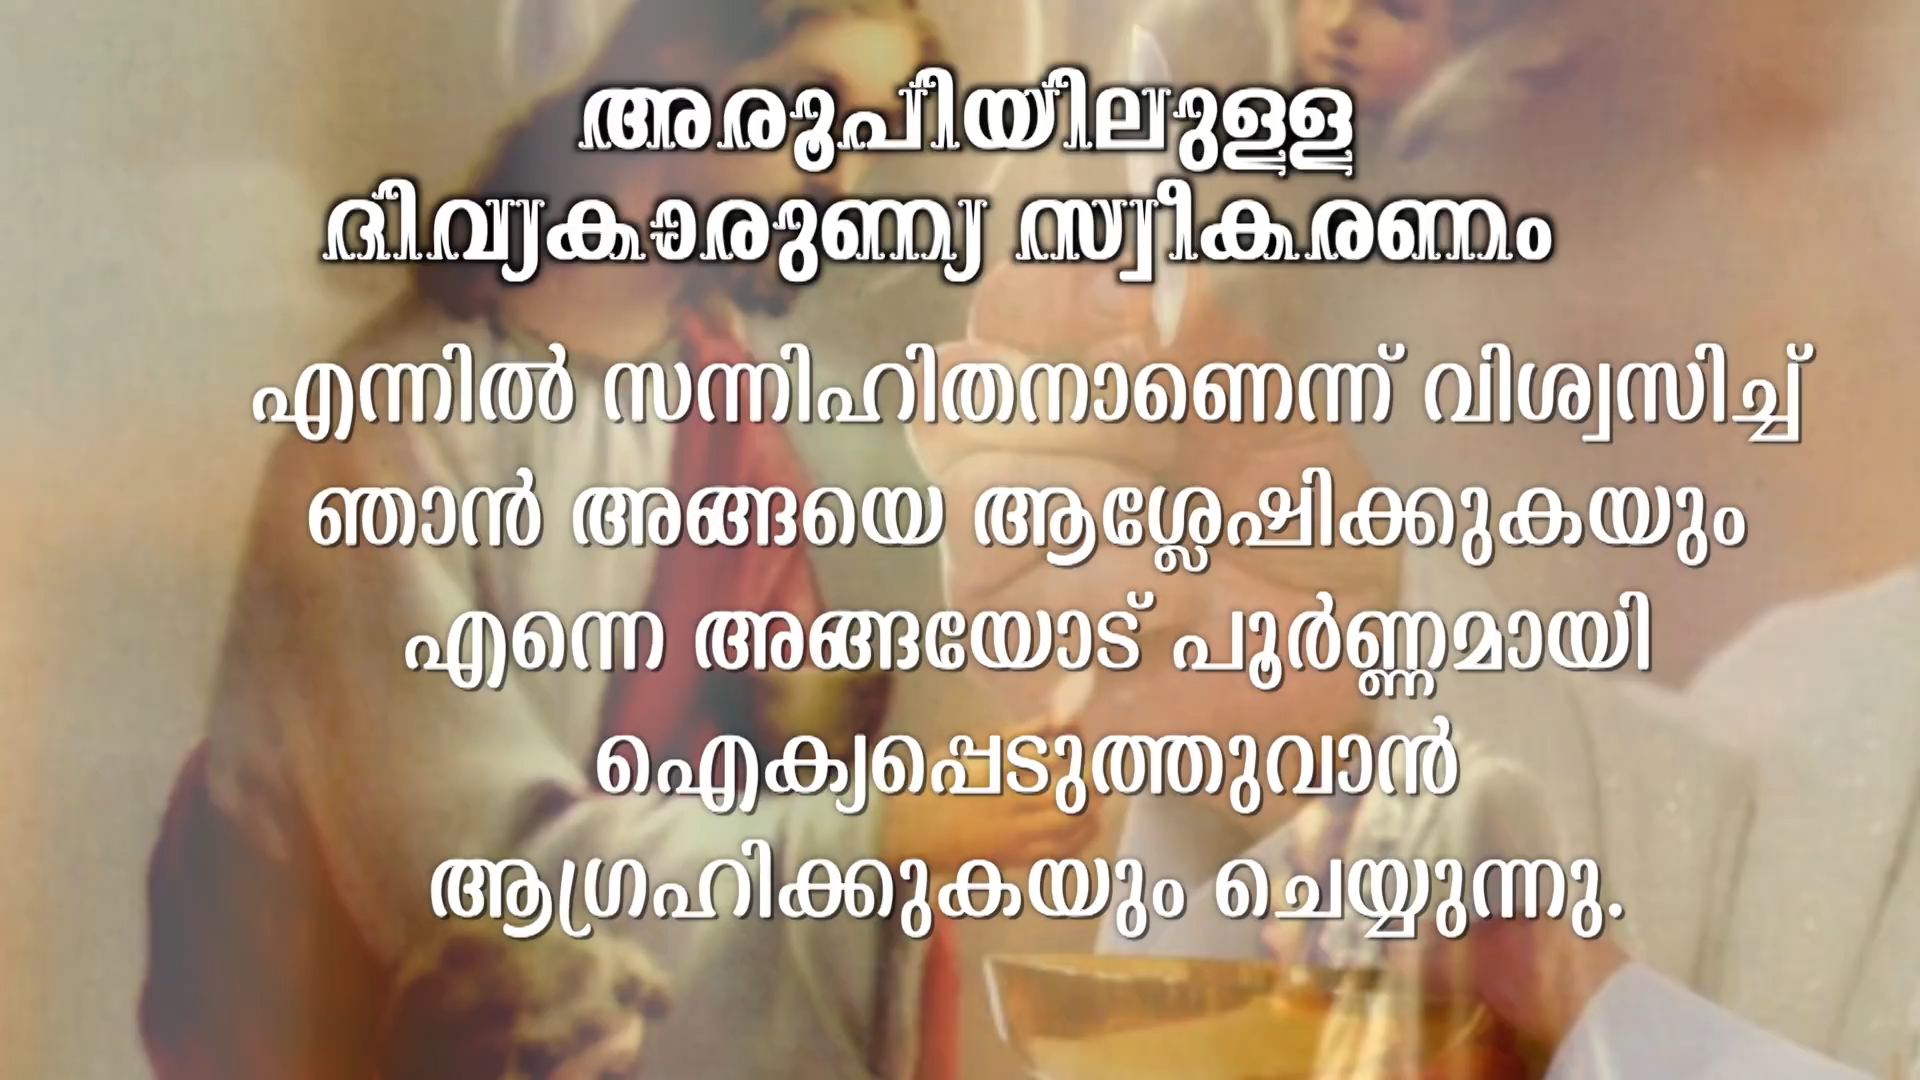 അരൂപിയിലുള്ള
ദിവ്യകാരുണ്യ സ്വീകരണം
എന്നിൽ സന്നിഹിതനാണെന്ന് വിശ്വസിച്ച്
ഞാൻ അങ്ങയെ ആശ്ലേഷിക്കുകയും
എന്നെ അങ്ങയോട് പൂർണ്ണമായി
ഐക്യപ്പെടുത്തുവാൻ
ആഗ്രഹിക്കുകയും ചെയ്യുന്നു.